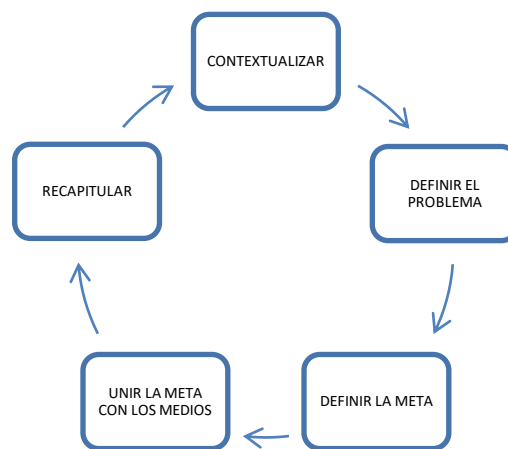 CONTEXTUALIZAR
DEFINIR EL
PROBLEMA
DEFINIR LA META
UNIR LA META
CON LOS MEDIOS
RECAPITULAR